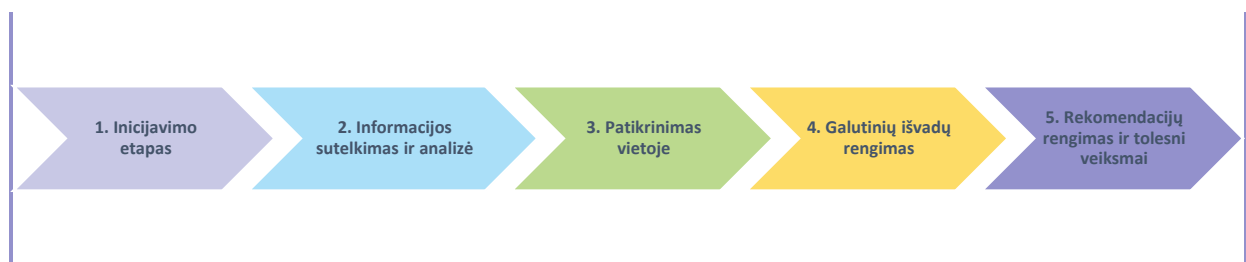 1. Inicijavimo
etapas
2. Informacijos
sutelkimas ir analizė
3. Patikrinimas
vietoje
4. Galutinių išvadų
rengimas
5. Rekomendacijų
rengimas ir tolesni
veiksmai